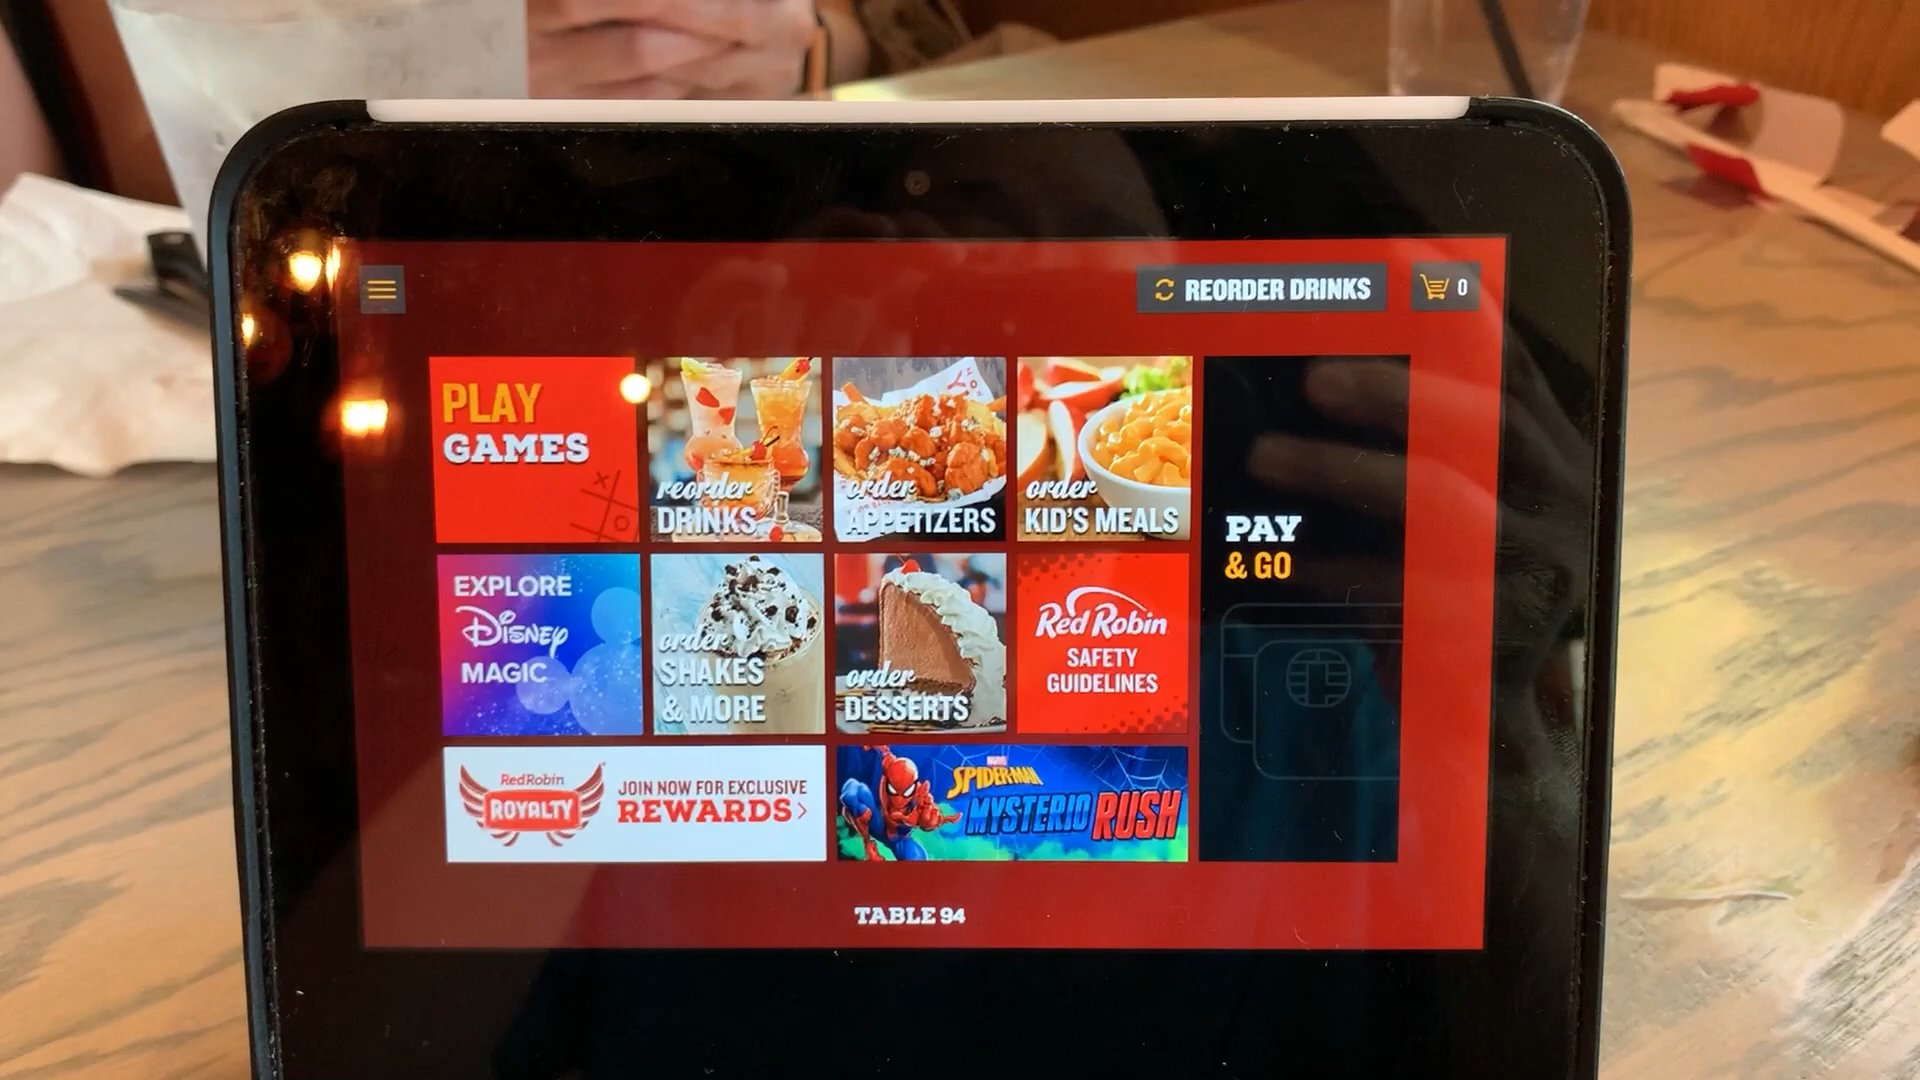 REORDER DRINKS
0
PLAY
GAMES
reorder
DRINKS
order
APPETIZERS
order
KID'S MEALS
PAY
& GO
EXPLORE
Disney
MAGIC
order
SHAKES
& MORE
order
DESSERTS
Red Robin
SAFETY
GUIDELINES
Red Robin
ROYALTY
JOIN NOW FOR EXCLUSIVE
REWARDS >
MARVEL
SPIDER-MAN
MYSTERIO RUSH
TABLE 94